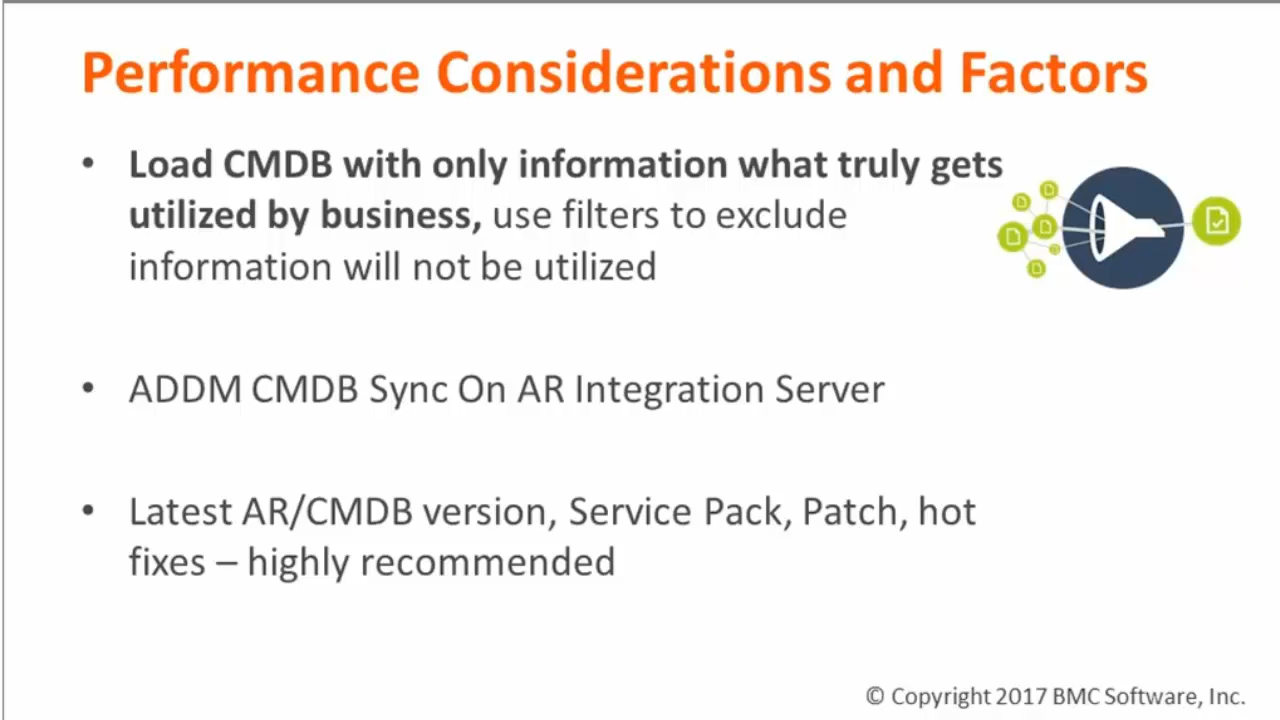 Performance Considerations and Factors
• Load CMDB with only information what truly gets
utilized by business, use filters to exclude
information will not be utilized
• ADDM CMDB Sync On AR Integration Server
• Latest AR/CMDB version, Service Pack, Patch, hot
fixes – highly recommended
© Copyright 2017 BMC Software, Inc.